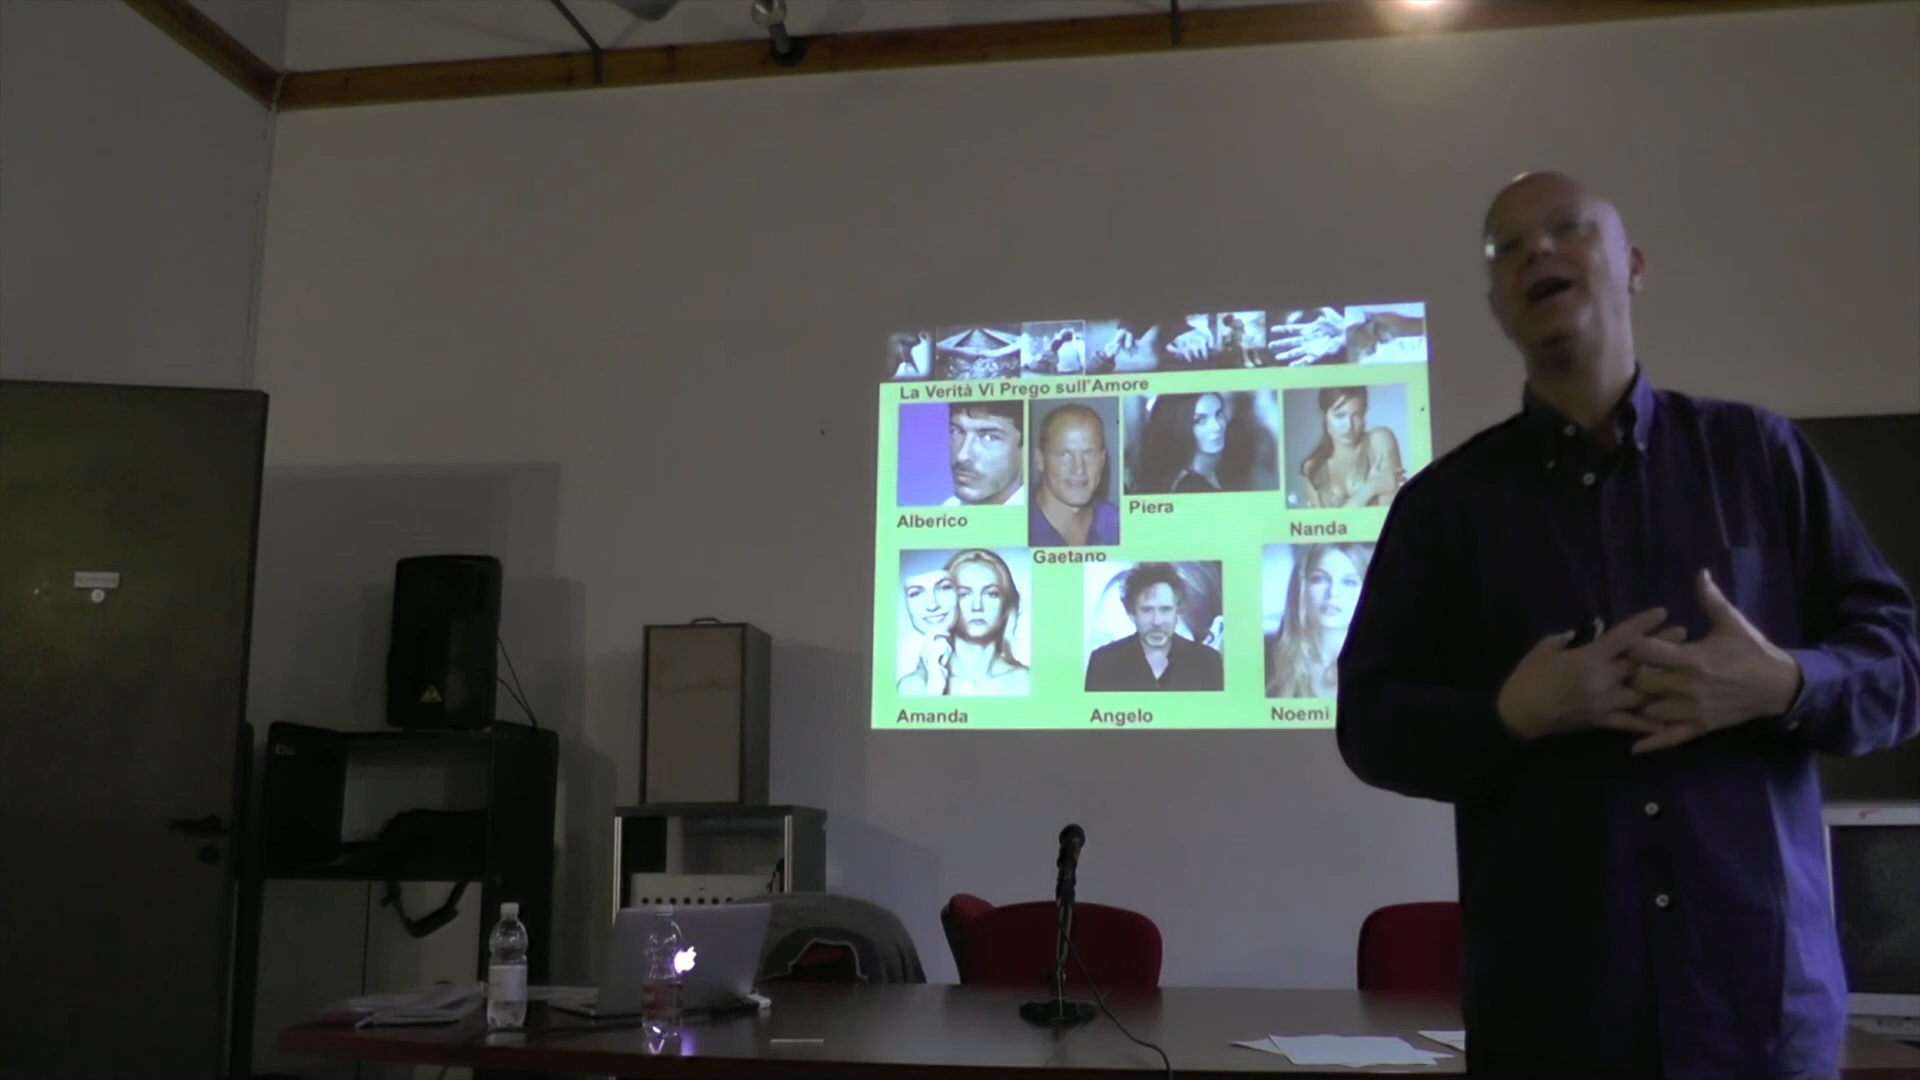 La Verità Vi Prego sull'Amore
Alberico
Gaetano
Piera
Nanda
Amanda
Angelo
Noemi